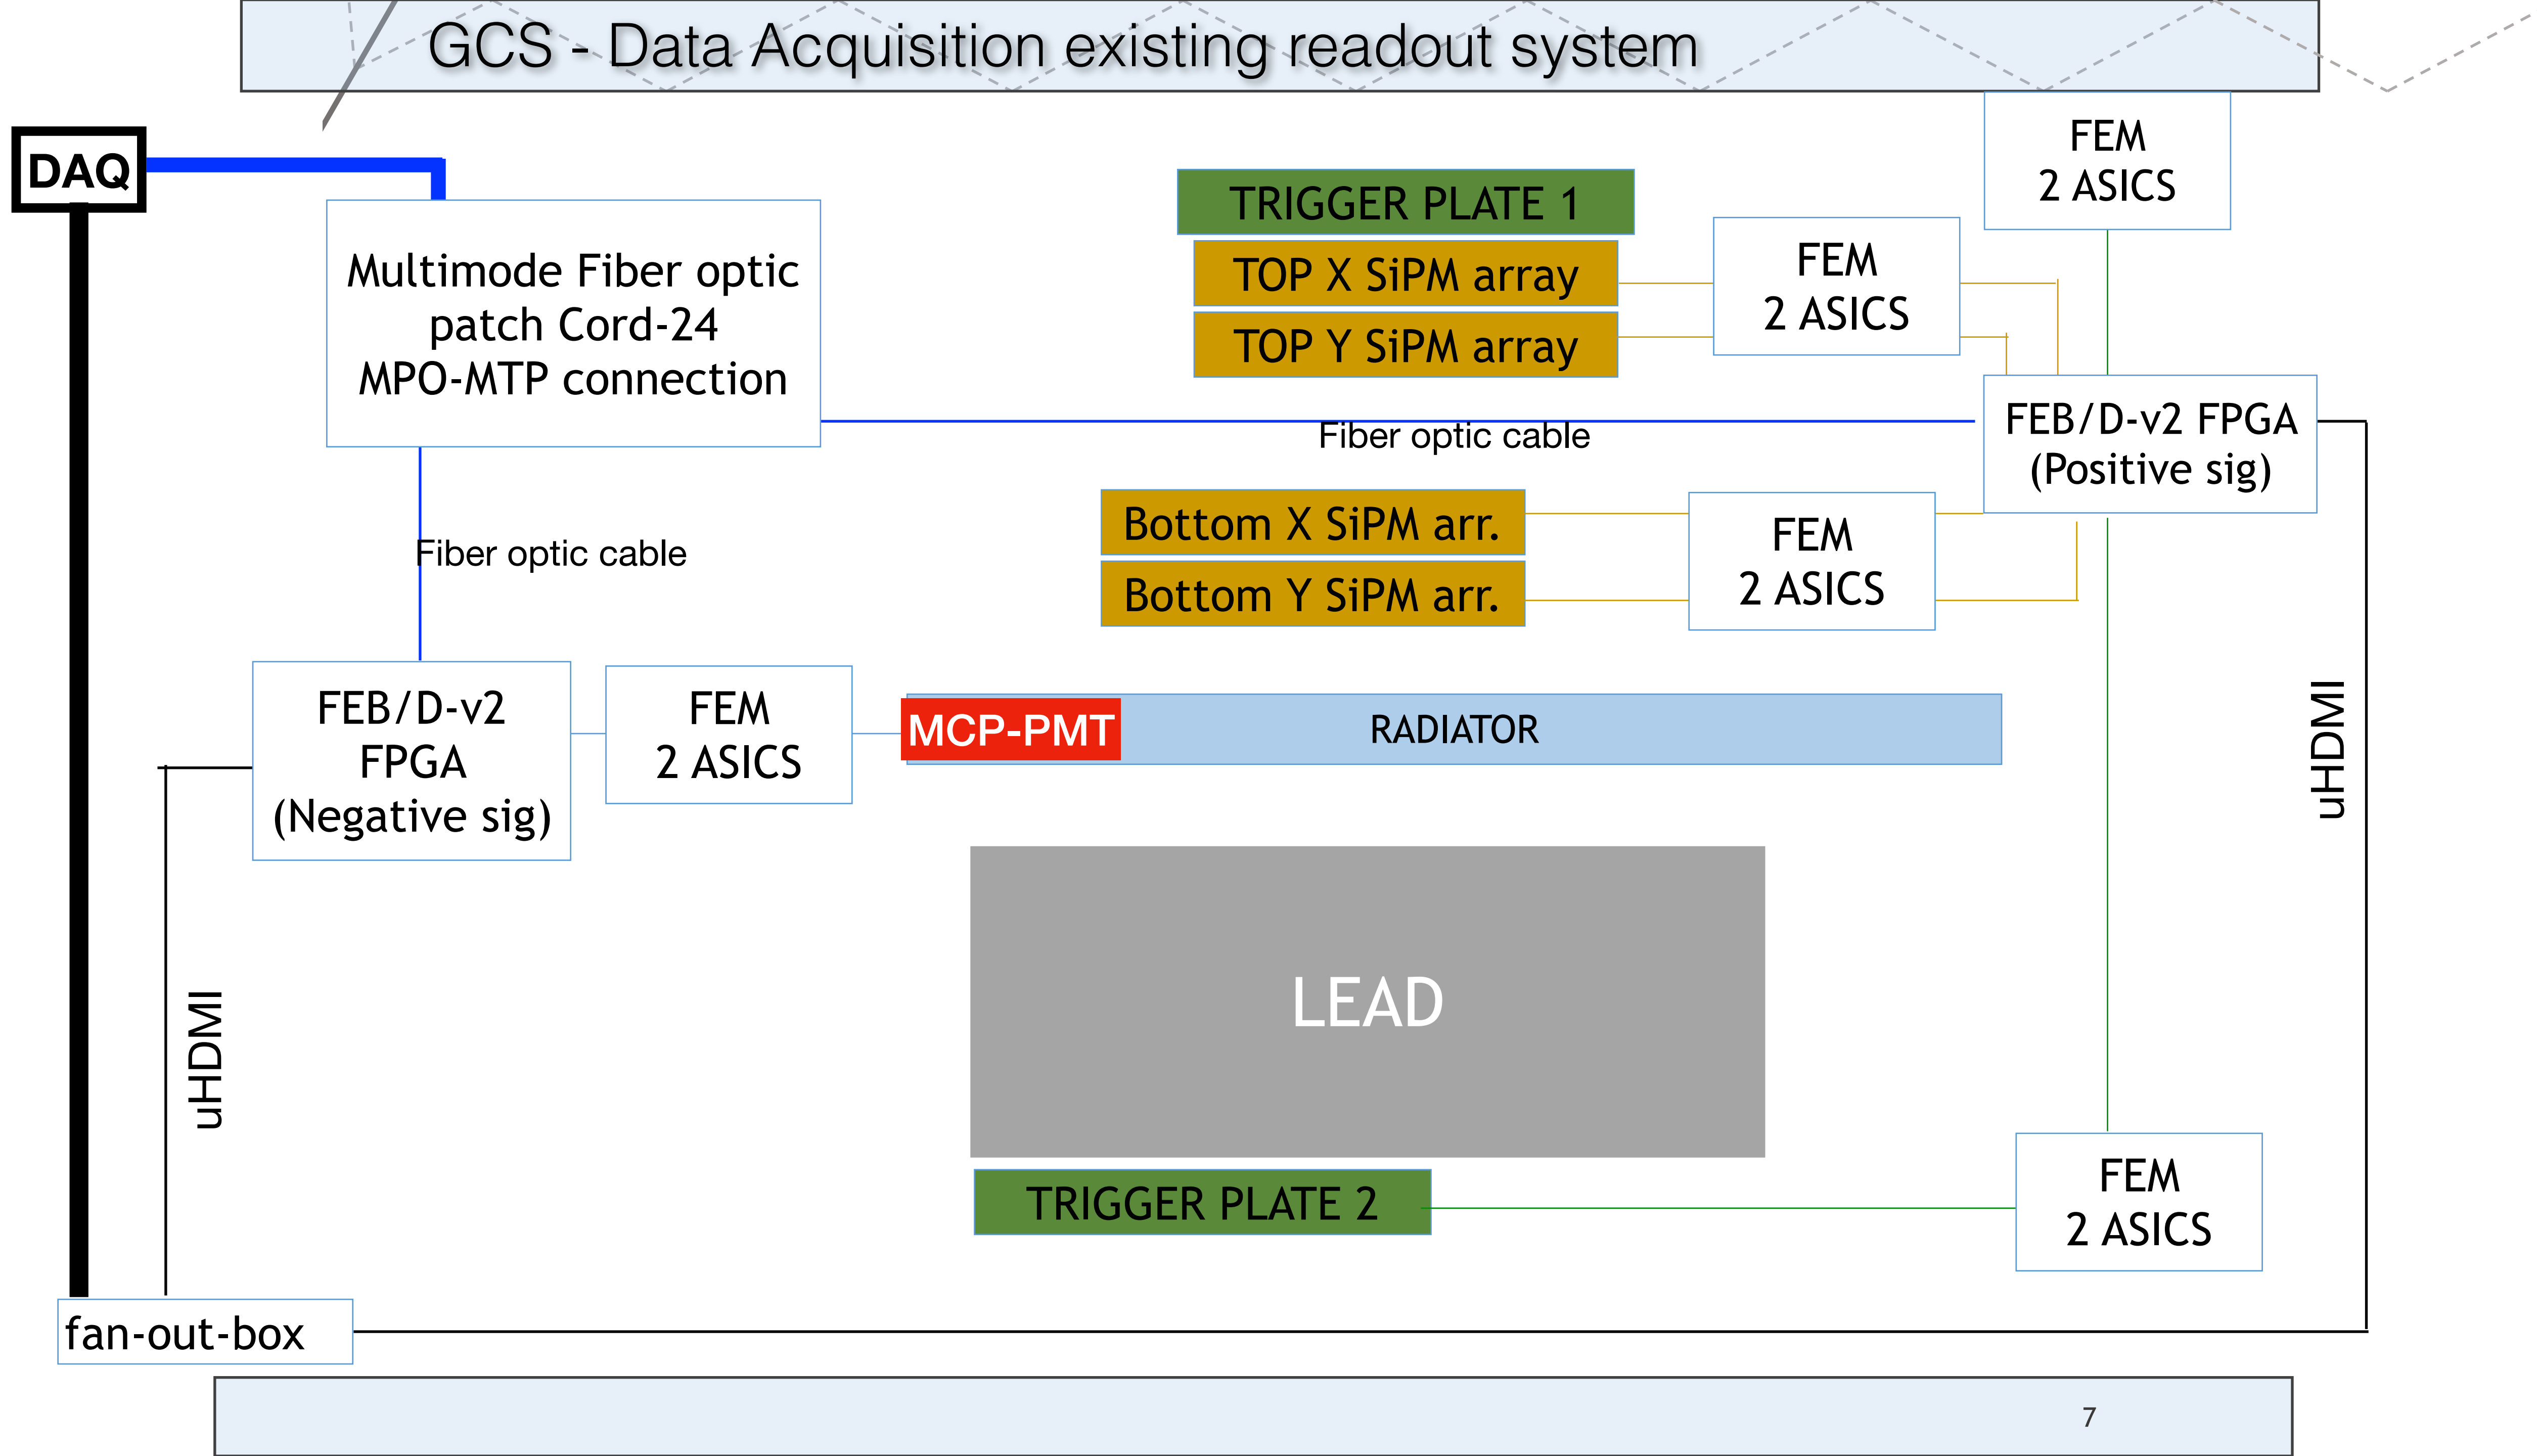 GCS - Data Acquisition existing readout system
DAQ
FEM
2 ASICS
TRIGGER PLATE 1
Multimode Fiber optic
patch Cord-24
MPO-MTP connection
TOP X SiPM array
TOP Y SiPM array
FEM
2 ASICS
Fiber optic cable
FEB/D-v2 FPGA
(Positive sig)
Bottom X SiPM arr.
Bottom Y SiPM arr.
FEM
2 ASICS
Fiber optic cable
FEB/D-v2
FPGA
(Negative sig)
FEM
2 ASICS
MCP-PMT
RADIATOR
uHDMI
LEAD
uHDMI
TRIGGER PLATE 2
FEM
2 ASICS
fan-out-box
7